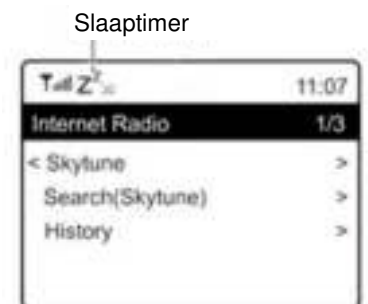 Slaaptimer
11:07
Internet Radio 1/3
< Skytune >
Search(Skytune) >
History >